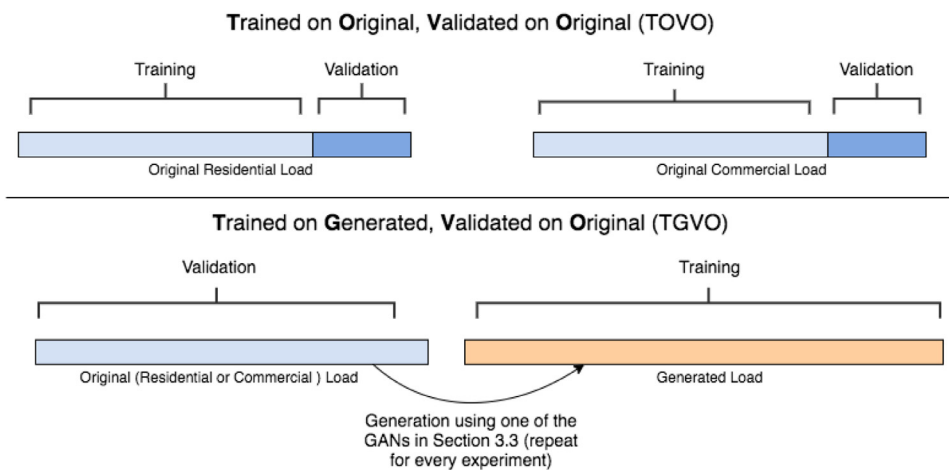 Trained on Original, Validated on Original (TOVO)
Training
Validation
Training
Validation
Original Residential Load
Original Commercial Load
Trained on Generated, Validated on Original (TGVO)
Validation
Training
Original (Residential or Commercial ) Load
Generated Load
Generation using one of the
GANs in Section 3.3 (repeat
for every experiment)